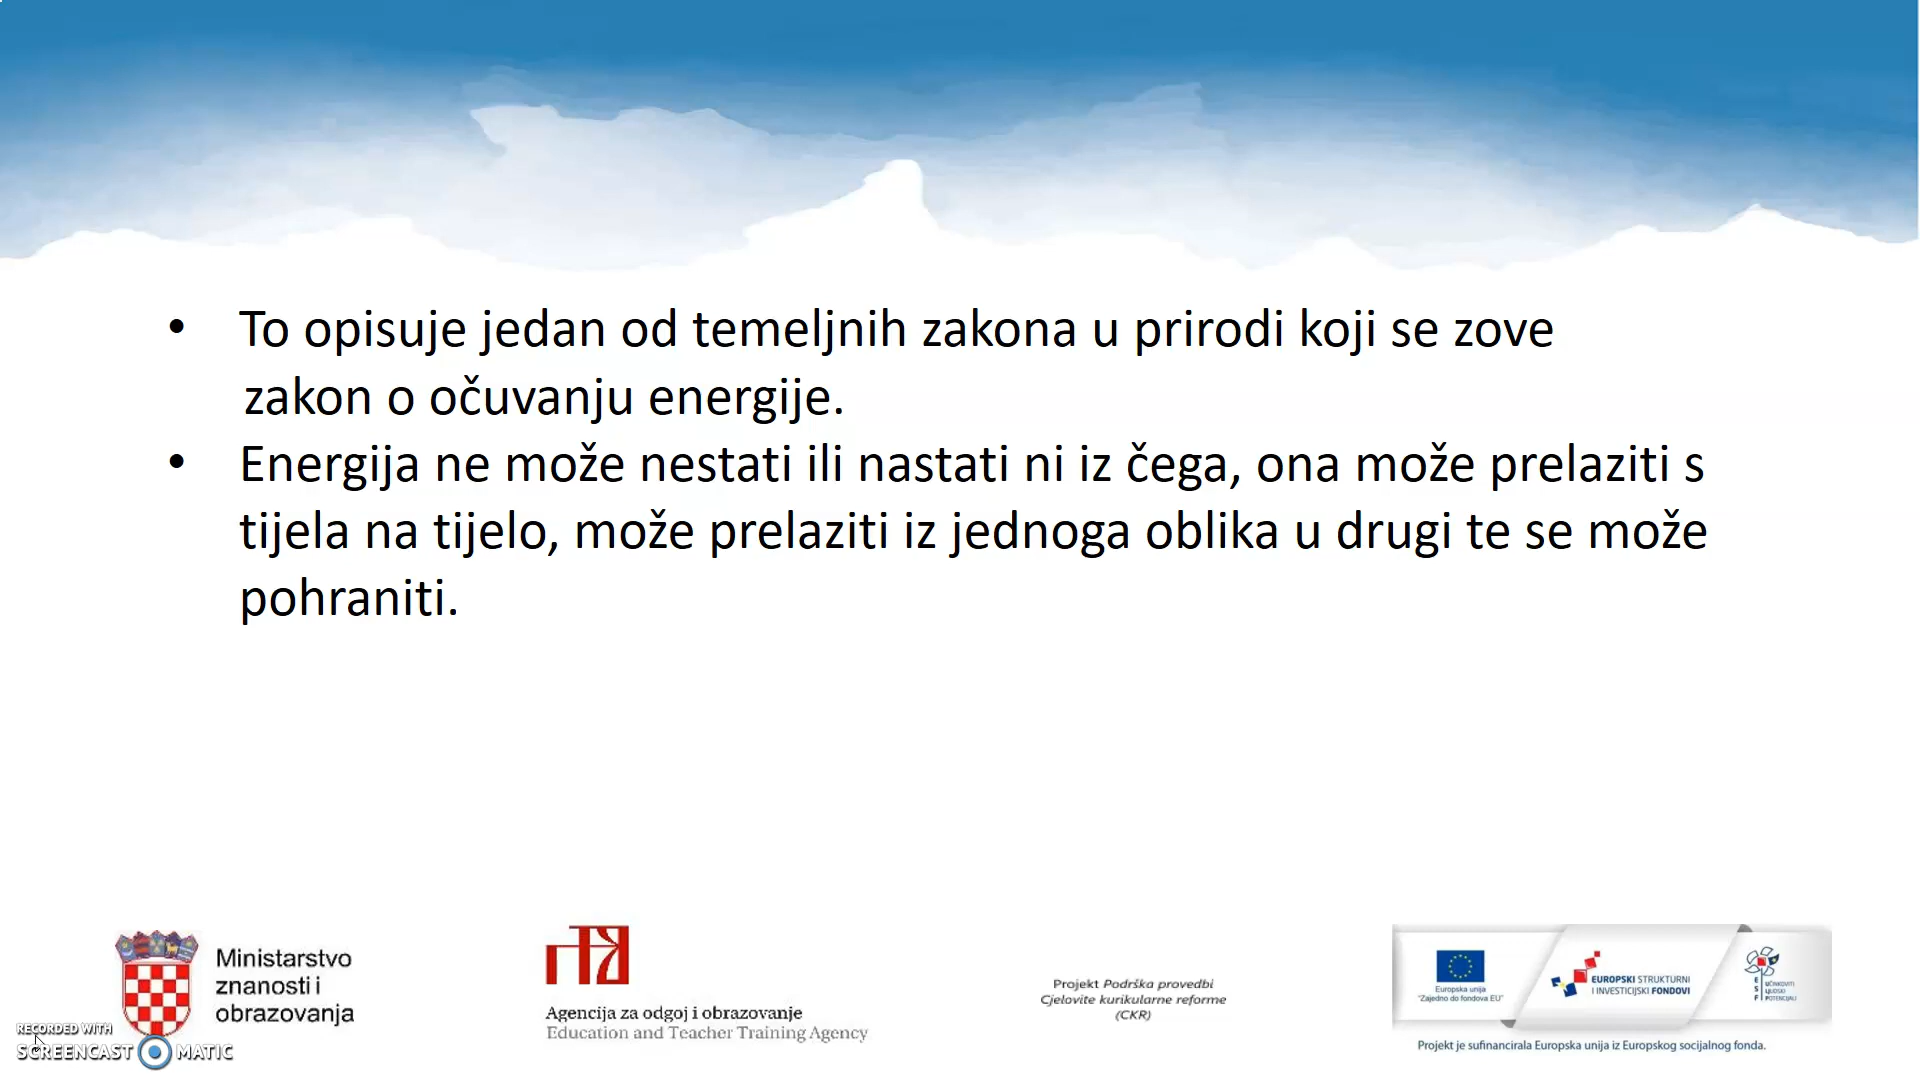 • To opisuje jedan od temeljnih zakona u prirodi koji se zove
zakon o očuvanju energije.
• Energija ne može nestati ili nastati ni iz čega, ona može prelaziti s
tijela na tijelo, može prelaziti iz jednoga oblika u drugi te se može
pohraniti.
Ministarstvo
znanosti i
obrazovanja
Agencija za odgoj i obrazovanje
Education and Teacher Training Agency
Projekt Podrška provedbi
Cjelovite kurikularne reforme
(CKR)
Europska unija
"Zajedno do fondova EU"
EUROPSKI STRUKTURNI
I INVESTICIJSKI FONDOVI
ESF
UČINKOVITI
LJUDSKI
POTENCIJALI
Projekt je sufinancirala Europska unija iz Europskog socijalnog fonda.
RECORDED WITH
SCREENCAST MATIC